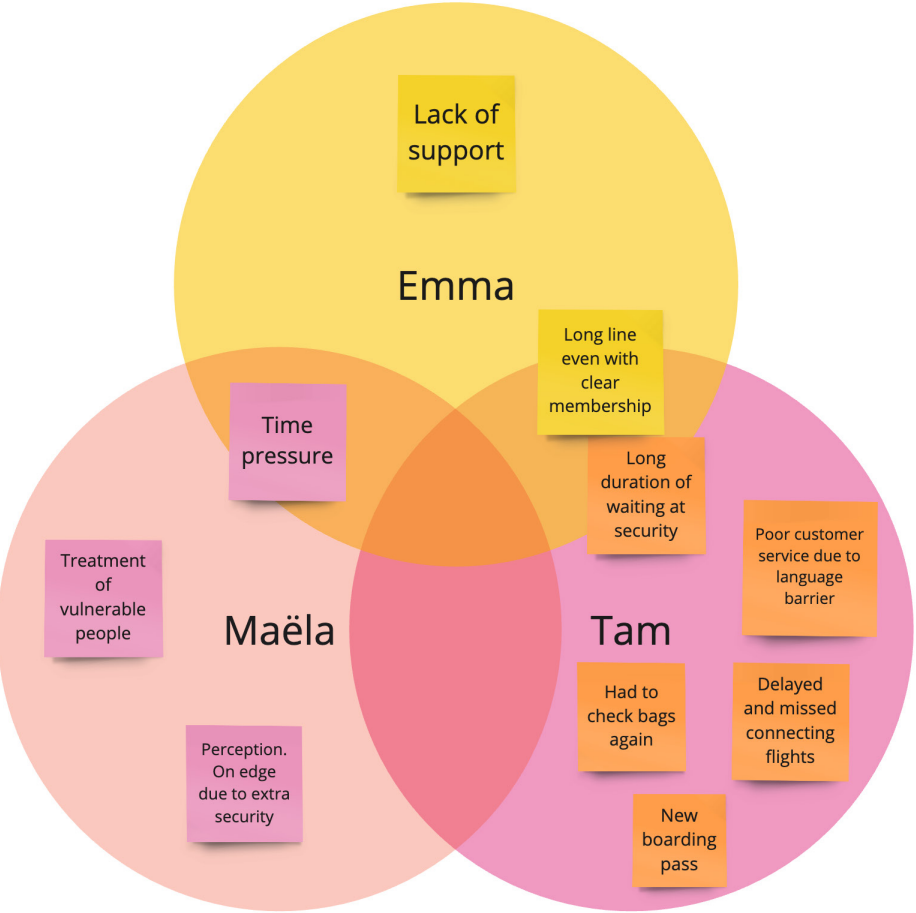 Lack of
support
Emma
Long line
even with
clear
membership
Time
pressure
Long
duration of
waiting at
security
Poor customer
service due to
language
barrier
Treatment
of
vulnerable
people
Maëla
Tam
Had to
check bags
again
Delayed
and missed
connecting
flights
Perception.
On edge
due to extra
security
New
boarding
pass